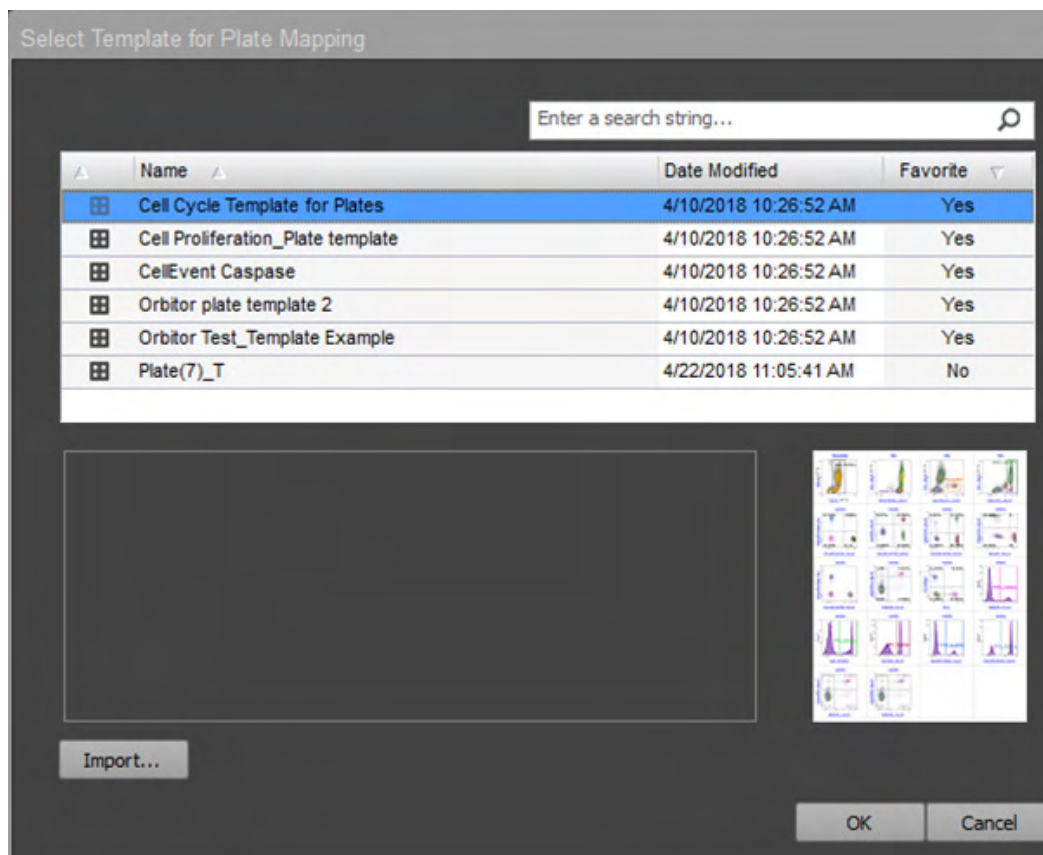 Select Template for Plate Mapping
Enter a search string...
Name Date Modified Favorite
Cell Cycle Template for Plates 4/10/2018 10:26:52 AM Yes
Cell Proliferation_Plate template 4/10/2018 10:26:52 AM Yes
CellEvent Caspase 4/10/2018 10:26:52 AM Yes
Orbitor plate template 2 4/10/2018 10:26:52 AM Yes
Orbitor Test_Template Example 4/10/2018 10:26:52 AM Yes
Plate(7)_T 4/22/2018 11:05:41 AM No
Import...
OK Cancel